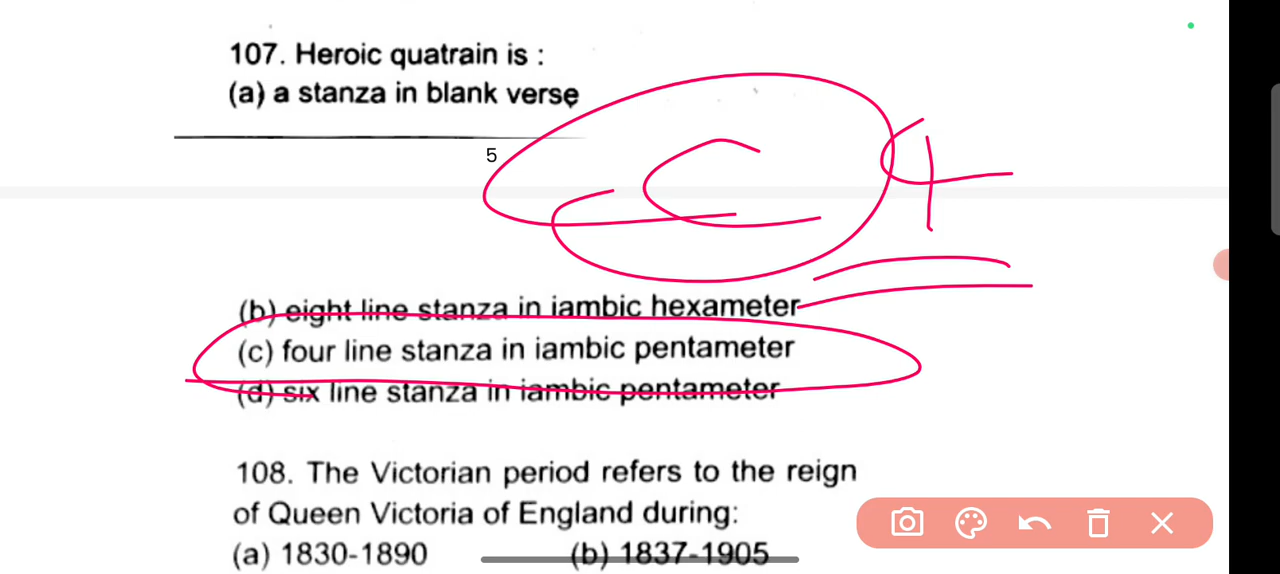 107. Heroic quatrain is :
(a) a stanza in blank verse
5
C
4
(b) eight line stanza in iambic hexameter
(c) four line stanza in iambic pentameter
(d) six line stanza in iambic pentameter
108. The Victorian period refers to the reign
of Queen Victoria of England during:
(a) 1830-1890 (b) 1837-1905